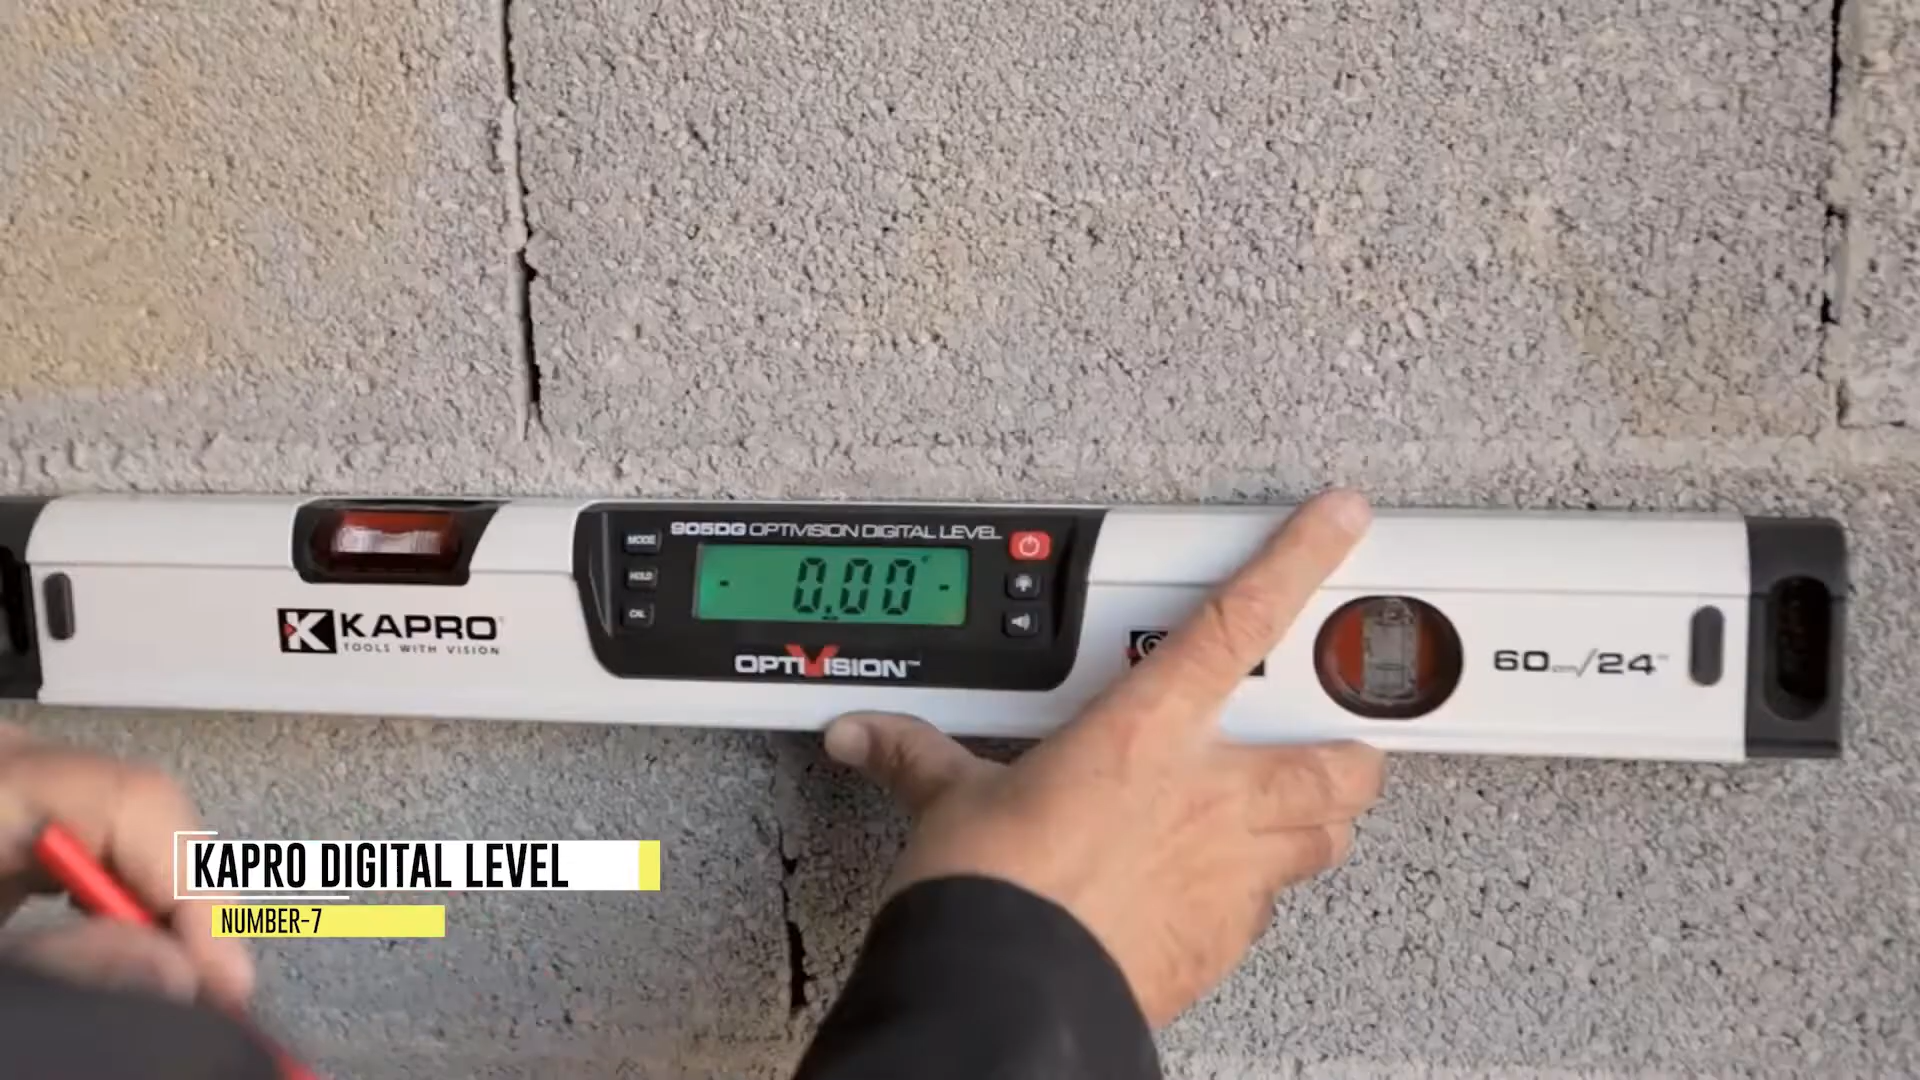 905DG OPTIVISION DIGITAL LEVEL
MODE
HOLD
CAL
0.00°
KAPRO
TOOLS WITH VISION
OPTIVISION™
60cm/24"
KAPRO DIGITAL LEVEL
NUMBER-7